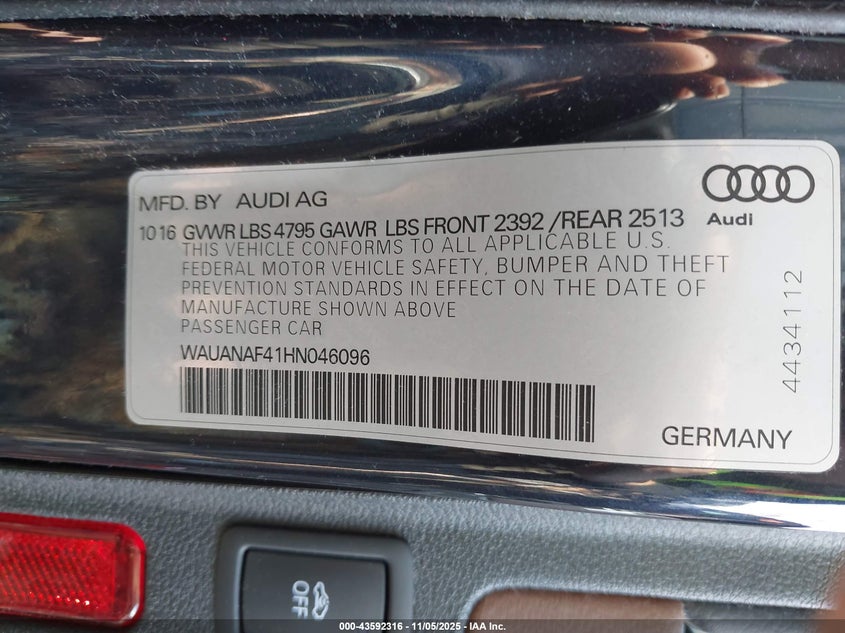 MFD. BY AUDI AG
Audi
10 16 GVWR LBS 4795 GAWR LBS FRONT 2392 /REAR 2513
THIS VEHICLE CONFORMS TO ALL APPLICABLE U.S.
FEDERAL MOTOR VEHICLE SAFETY, BUMPER AND THEFT
PREVENTION STANDARDS IN EFFECT ON THE DATE OF
MANUFACTURE SHOWN ABOVE
PASSENGER CAR
WAUANAF41HN046096
4434112
GERMANY
OFF
000-43592316 - 11/05/2025 - IAA Inc.